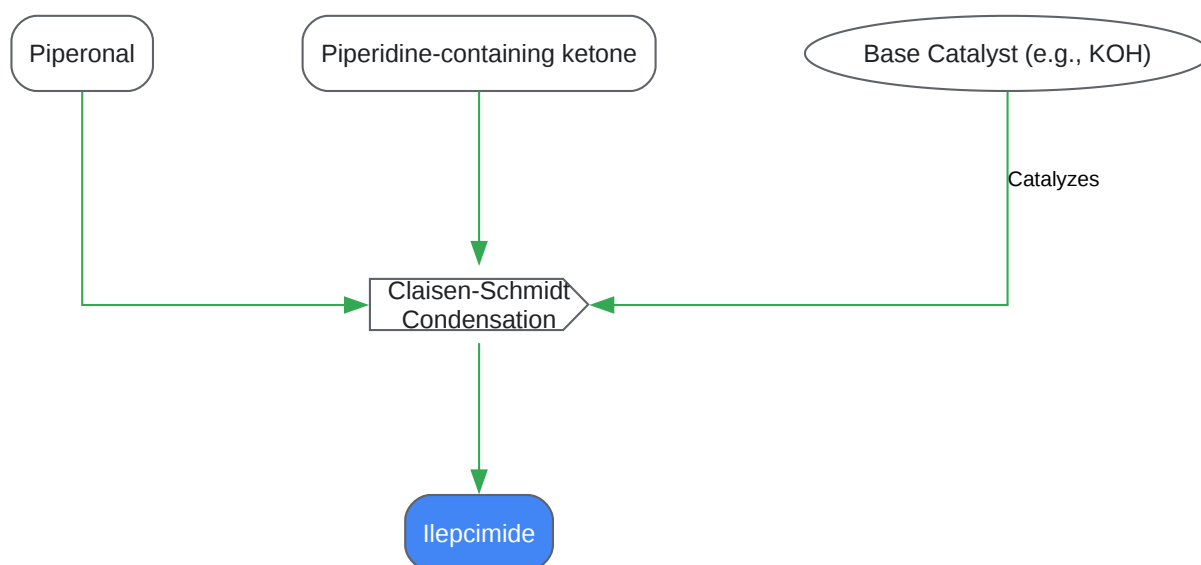 Piperonal
Piperidine-containing ketone
Base Catalyst (e.g., KOH)
Catalyzes
Claisen-Schmidt
Condensation
Ilepcimide